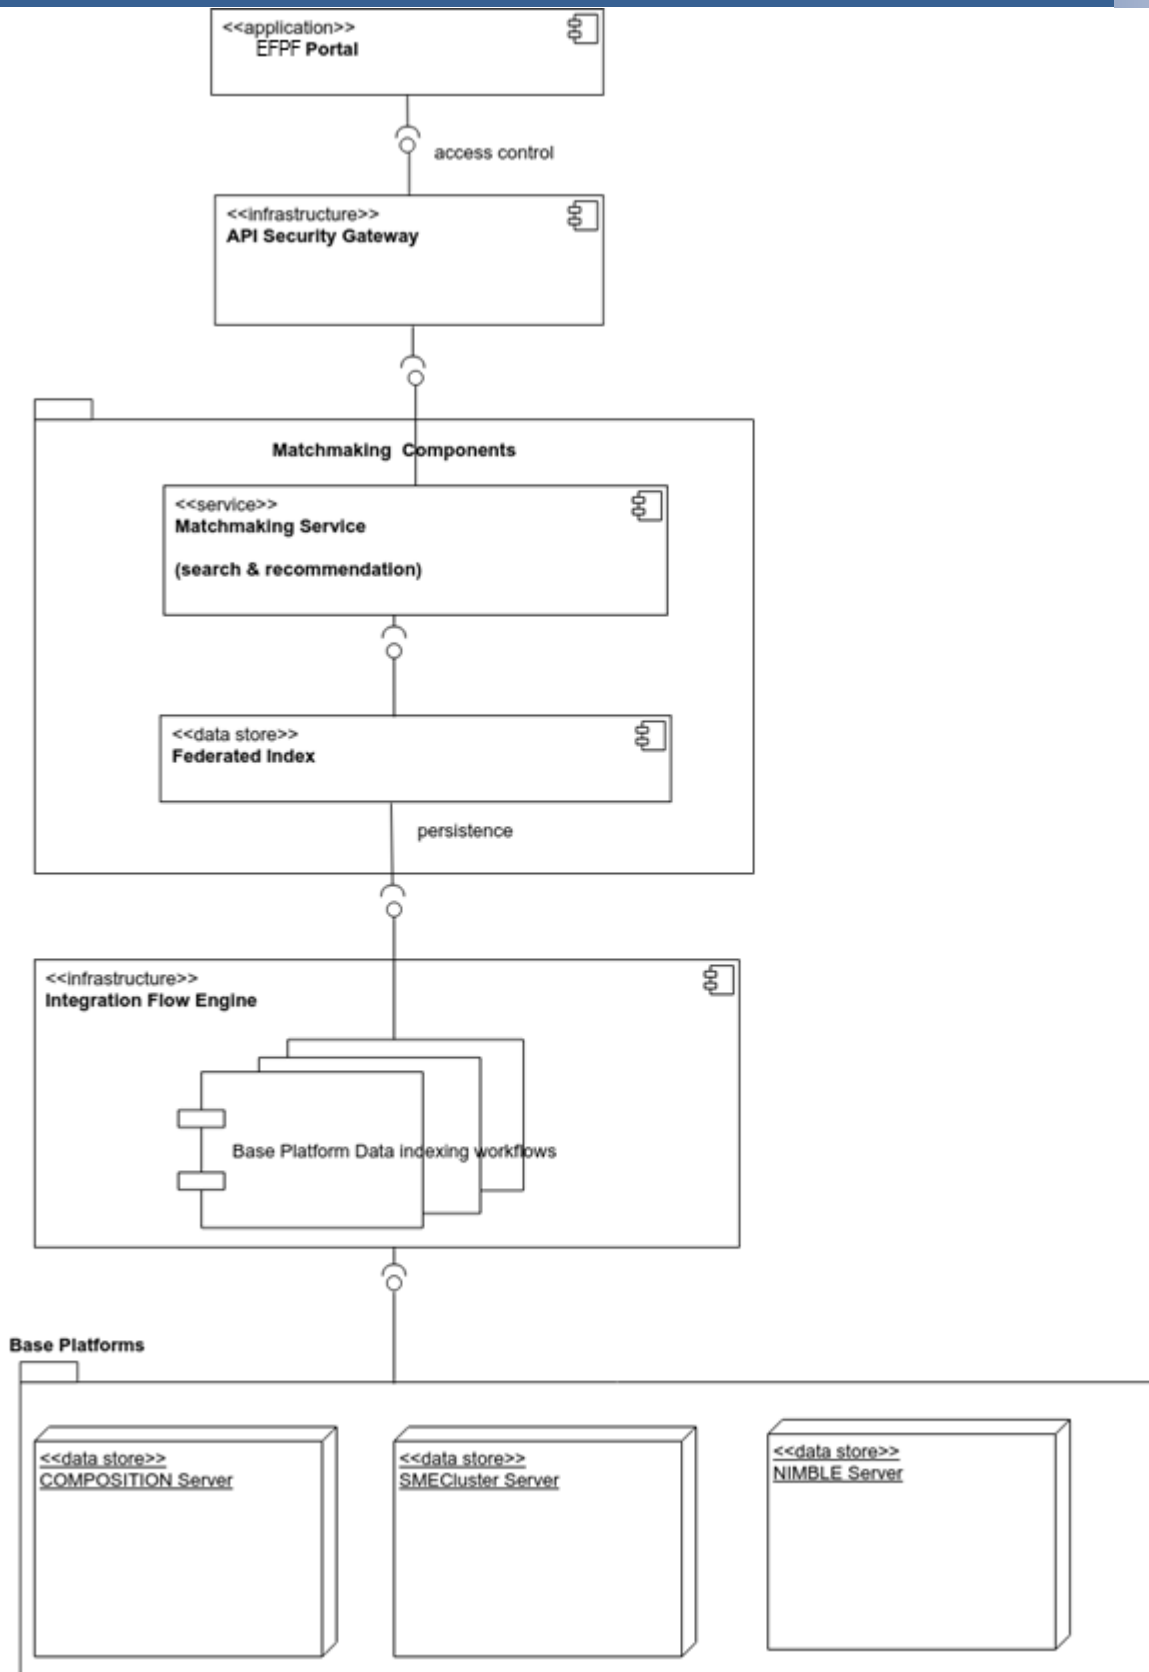 <<application>>
EFPF Portal
access control
<<infrastructure>>
API Security Gateway
Matchmaking Components
<<service>>
Matchmaking Service
(search & recommendation)
<<data store>>
Federated Index
persistence
<<infrastructure>>
Integration Flow Engine
Base Platform Data indexing workflows
Base Platforms
<<data store>>
COMPOSITION Server
<<data store>>
SMECluster Server
<<data store>>
NIMBLE Server